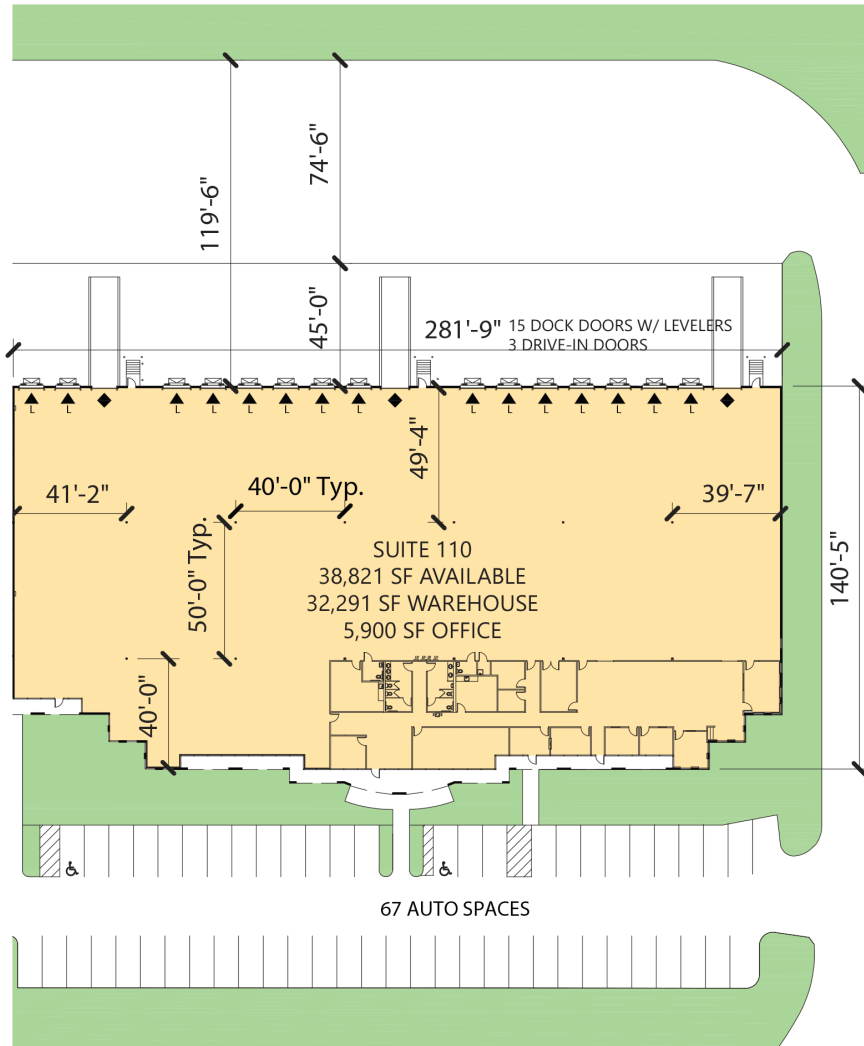 74'-6"
119'-6"
45'-0"
281'-9" 15 DOCK DOORS W/ LEVELERS
3 DRIVE-IN DOORS
L L L L L L L L L L L L L L L
49'-4"
41'-2"
40'-0" Typ.
39'-7"
50'-0" Typ.
140'-5"
SUITE 110
38,821 SF AVAILABLE
32,291 SF WAREHOUSE
5,900 SF OFFICE
40'-0"
67 AUTO SPACES